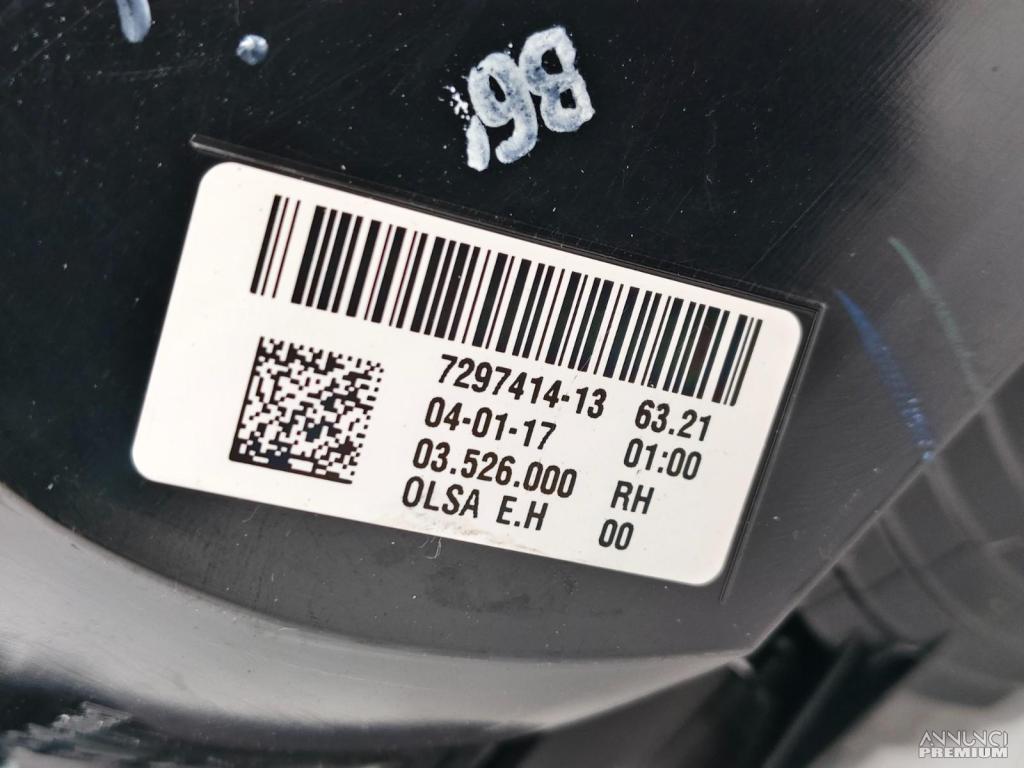 198
7297414-13 63.21
04-01-17 01:00
03.526.000 RH
OLSA E.H 00
ANNUNCI
PREMIUM